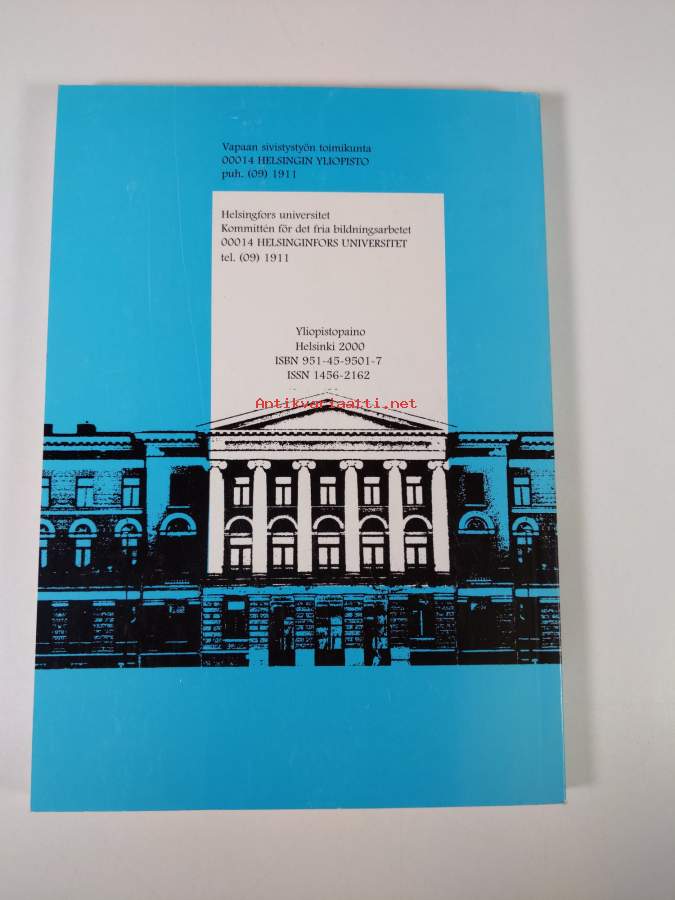 Vapaan sivistystyön toimikunta
00014 HELSINGIN YLIOPISTO
puh. (09) 1911
Helsingfors universitet
Kommittén för det fria bildningsarbetet
00014 HELSINGINFORS UNIVERSITET
tel. (09) 1911
Yliopistopaino
Helsinki 2000
ISBN 951-45-9501-7
ISSN 1456-2162
Antikvariaatti.net